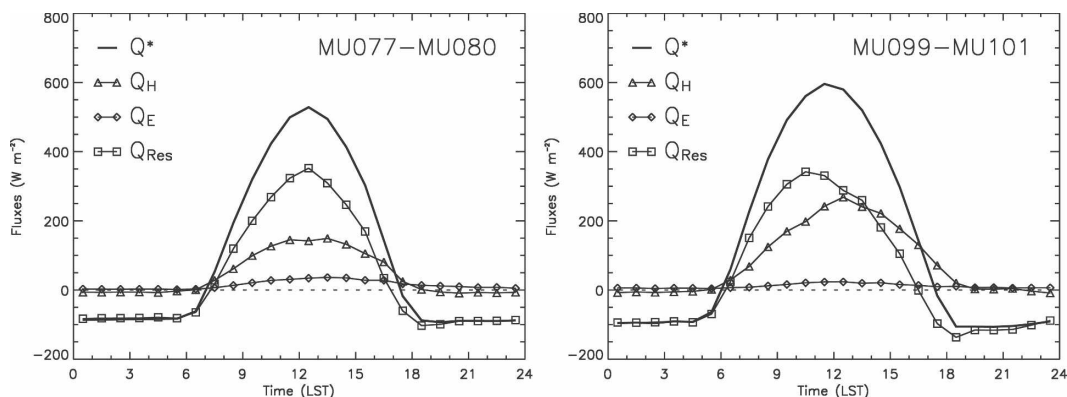 800
600
400
200
0
−200
Fluxes (W m⁻²)
Q*
Q_H
Q_E
Q_Res
MU077−MU080
0 3 6 9 12 15 18 21 24
Time (LST)
800
600
400
200
0
−200
Fluxes (W m⁻²)
Q*
Q_H
Q_E
Q_Res
MU099−MU101
0 3 6 9 12 15 18 21 24
Time (LST)